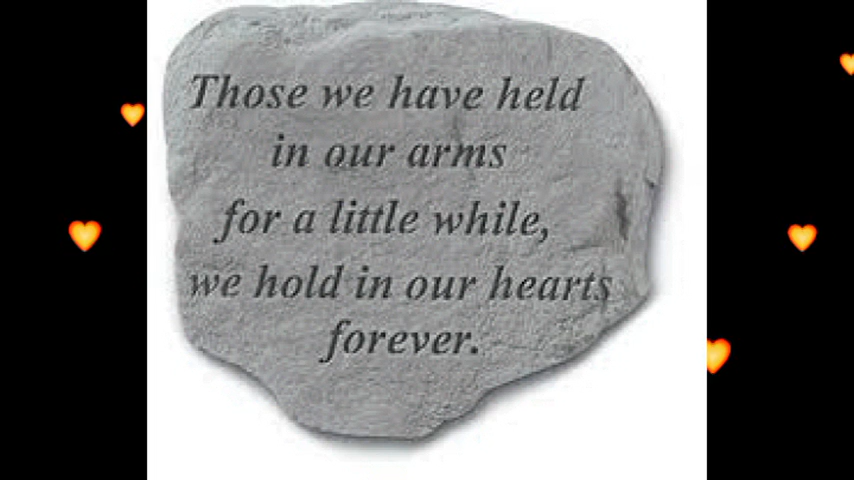 Those we have held
in our arms
for a little while,
we hold in our hearts
forever.